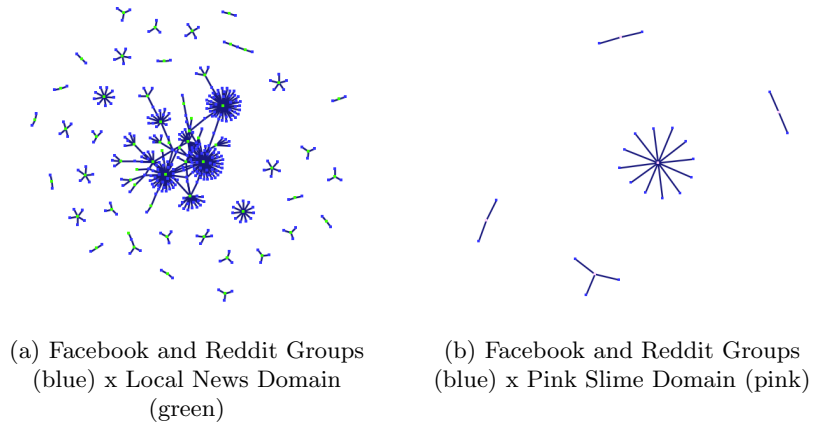 (a) Facebook and Reddit Groups
(blue) x Local News Domain
(green)
(b) Facebook and Reddit Groups
(blue) x Pink Slime Domain (pink)